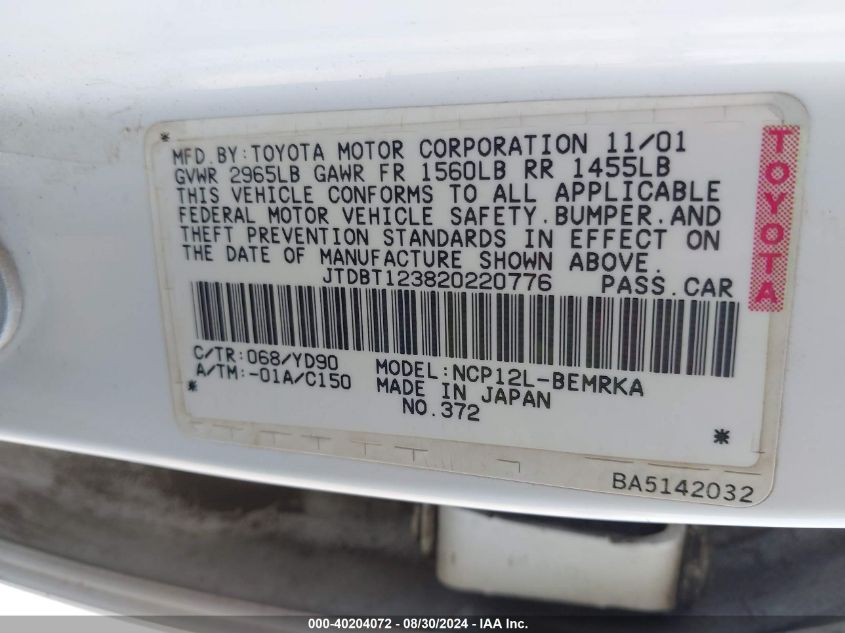 MFD.BY:TOYOTA MOTOR CORPORATION 11/01
GVWR 2965LB GAWR FR 1560LB RR 1455LB
THIS VEHICLE CONFORMS TO ALL APPLICABLE
FEDERAL MOTOR VEHICLE SAFETY.BUMPER.AND
THEFT PREVENTION STANDARDS IN EFFECT ON
THE DATE OF MANUFACTURE SHOWN ABOVE.
JTDBT123820220776 PASS.CAR
C/TR:068/YD90 MODEL:NCP12L-BEMRKA
A/TM:-01A/C150 MADE IN JAPAN
NO.372
TOYOTA
BA5142032
000-40204072 - 08/30/2024 - Copyright © 2024 IAA, Inc.